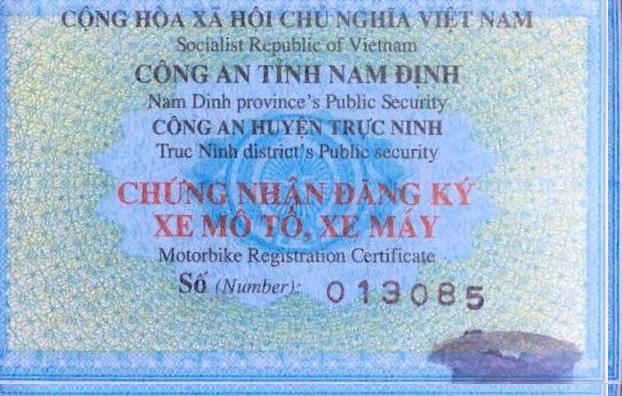 CỘNG HÒA XÃ HỘI CHỦ NGHĨA VIỆT NAM
Socialist Republic of Vietnam
CÔNG AN TỈNH NAM ĐỊNH
Nam Dinh province's Public Security
CÔNG AN HUYỆN TRỰC NINH
Truc Ninh district's Public security
CHỨNG NHẬN ĐĂNG KÝ
XE MÔ TÔ, XE MÁY
Motorbike Registration Certificate
Số (Number): 013085